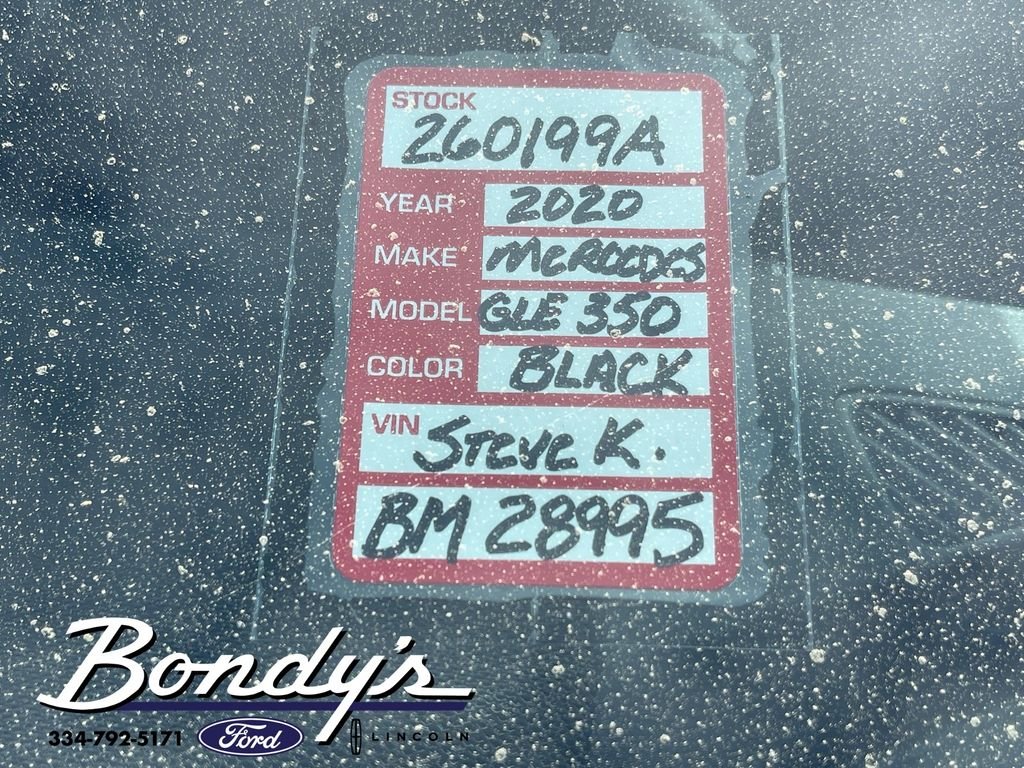 STOCK
260199A
YEAR 2020
MAKE MERCEDES
MODEL GLE 350
COLOR BLACK
VIN STEVE K.
BM 28995
Bondy's
334-792-5171 Ford LINCOLN